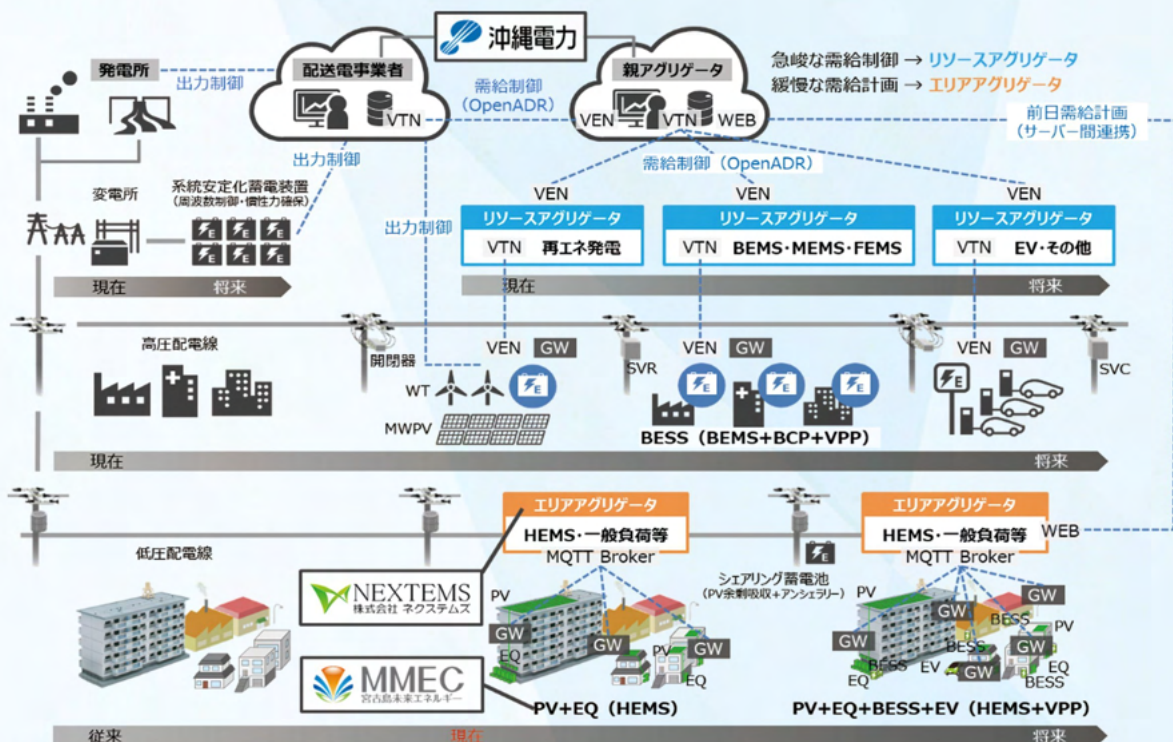 沖縄電力
発電所
出力制御
配送電事業者
VTN
需給制御
(OpenADR)
親アグリゲータ
VEN
VTN
WEB
急峻な需給制御 → リソースアグリゲータ
緩慢な需給計画 → エリアアグリゲータ
前日需給計画
(サーバー間連携)
出力制御
需給制御(OpenADR)
変電所
系統安定化蓄電装置
(周波数制御・慣性力確保)
出力制御
VEN
リソースアグリゲータ
VTN 再エネ発電
VEN
リソースアグリゲータ
VTN BEMS・MEMS・FEMS
VEN
リソースアグリゲータ
VTN EV・その他
現在 将来
現在 将来
高圧配電線
開閉器
VEN GW
WT
MWPV
SVR
VEN GW
BESS(BEMS+BCP+VPP)
VEN GW
SVC
現在 将来
低圧配電線
エリアアグリゲータ
HEMS・一般負荷等
MQTT Broker
シェアリング蓄電池
(PV余剰吸収+アンシェラリー)
エリアアグリゲータ
HEMS・一般負荷等
WEB
MQTT Broker
NEXTEMS
株式会社 ネクステムズ
PV
GW
EQ
GW
PV
GW
EQ
PV
GW
BESS
EQ
EV
BESS
GW
BESS
GW
PV
GW
EQ
BESS
MMEC
宮古島未来エネルギー
PV+EQ(HEMS)
PV+EQ+BESS+EV(HEMS+VPP)
従来 現在 将来